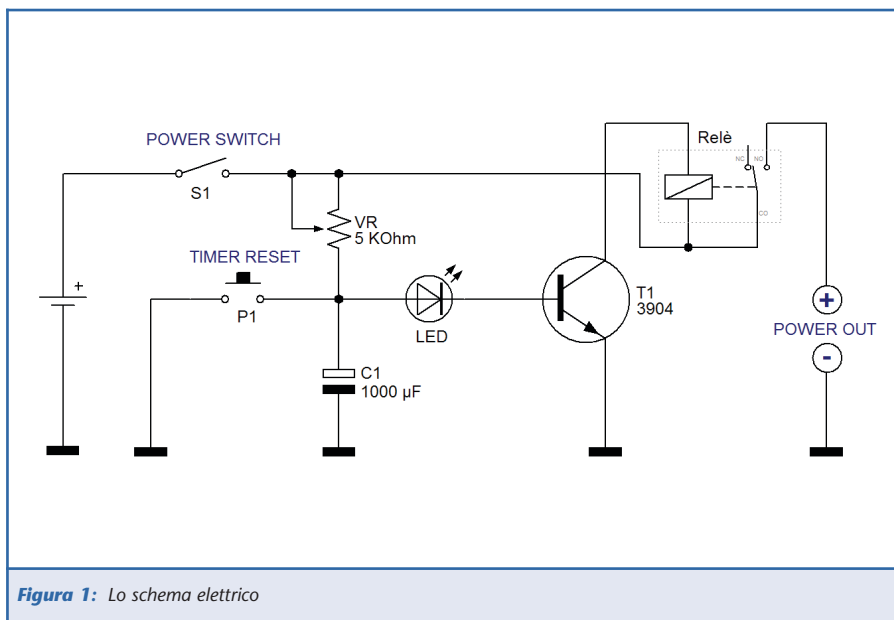 POWER SWITCH
S1
Relè
NC NO
CO
VR
5 KOhm
TIMER RESET
+
P1
LED
T1
3904
+
POWER OUT
-
C1
1000 µF
Figura 1: Lo schema elettrico